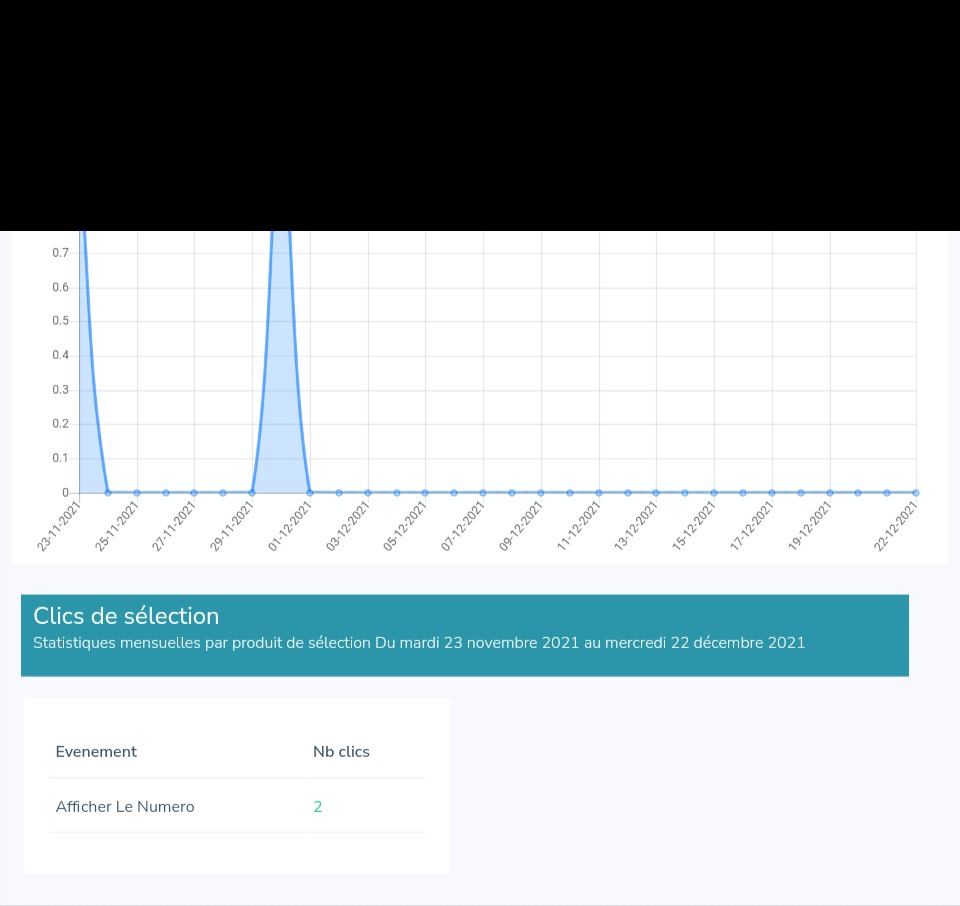 0.7
0.6
0.5
0.4
0.3
0.2
0.1
0
23-11-2021 25-11-2021 27-11-2021 29-11-2021 01-12-2021 03-12-2021 05-12-2021 07-12-2021 09-12-2021 11-12-2021 13-12-2021 15-12-2021 17-12-2021 19-12-2021 22-12-2021
Clics de sélection
Statistiques mensuelles par produit de sélection Du mardi 23 novembre 2021 au mercredi 22 décembre 2021
Evenement Nb clics
Afficher Le Numero 2